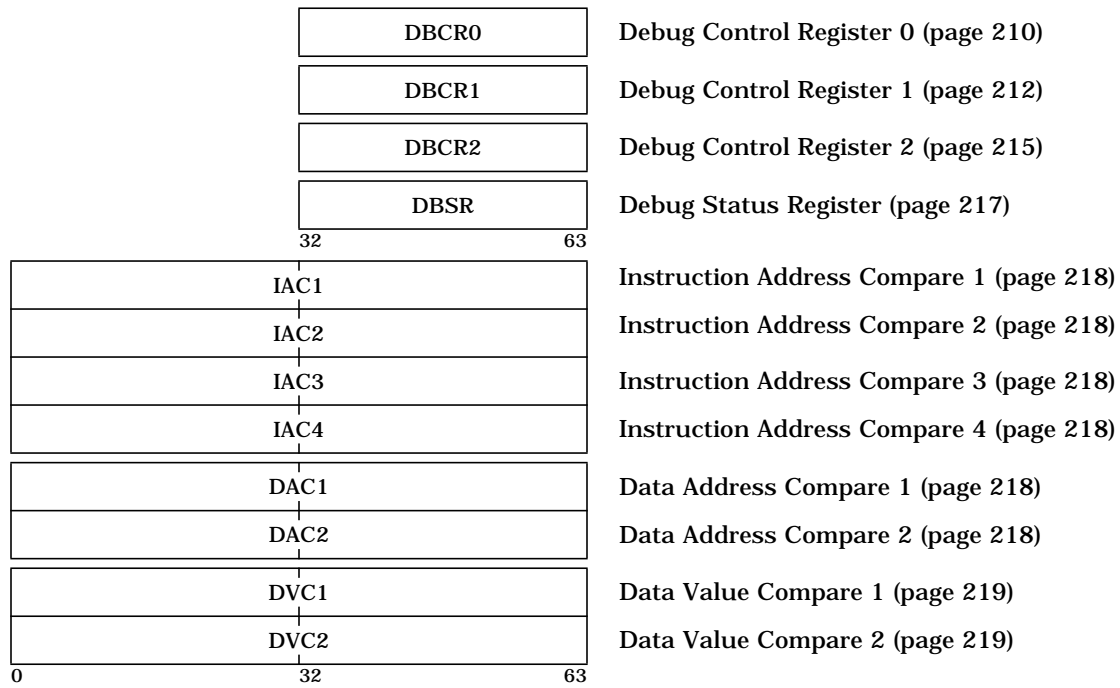 DBCR0 Debug Control Register 0 (page 210)
DBCR1 Debug Control Register 1 (page 212)
DBCR2 Debug Control Register 2 (page 215)
DBSR Debug Status Register (page 217)
32 63
IAC1 Instruction Address Compare 1 (page 218)
IAC2 Instruction Address Compare 2 (page 218)
IAC3 Instruction Address Compare 3 (page 218)
IAC4 Instruction Address Compare 4 (page 218)
DAC1 Data Address Compare 1 (page 218)
DAC2 Data Address Compare 2 (page 218)
DVC1 Data Value Compare 1 (page 219)
DVC2 Data Value Compare 2 (page 219)
0 32 63